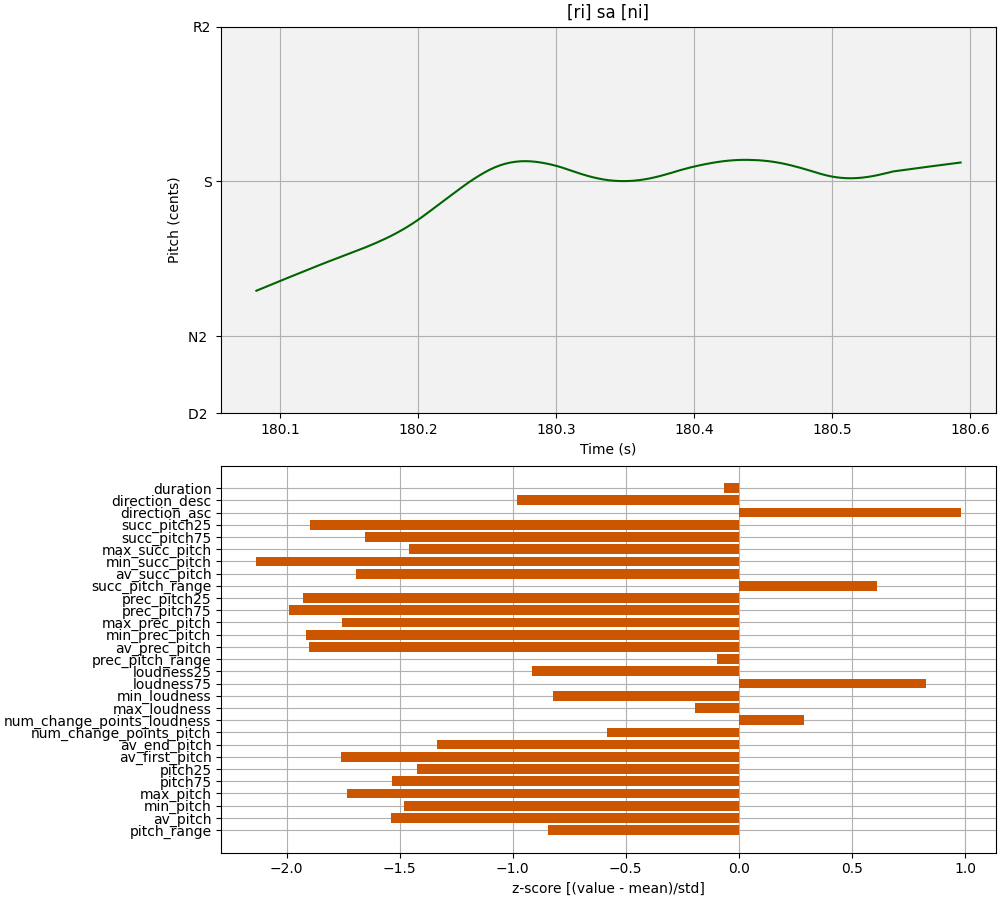 [ri] sa [ni]
R2
S
N2
D2
Pitch (cents)
180.1 180.2 180.3 180.4 180.5 180.6
Time (s)
duration
direction_desc
direction_asc
succ_pitch25
succ_pitch75
max_succ_pitch
min_succ_pitch
av_succ_pitch
succ_pitch_range
prec_pitch25
prec_pitch75
max_prec_pitch
min_prec_pitch
av_prec_pitch
prec_pitch_range
loudness25
loudness75
min_loudness
max_loudness
num_change_points_loudness
num_change_points_pitch
av_end_pitch
av_first_pitch
pitch25
pitch75
max_pitch
min_pitch
av_pitch
pitch_range
−2.0 −1.5 −1.0 −0.5 0.0 0.5 1.0
z-score [(value - mean)/std]